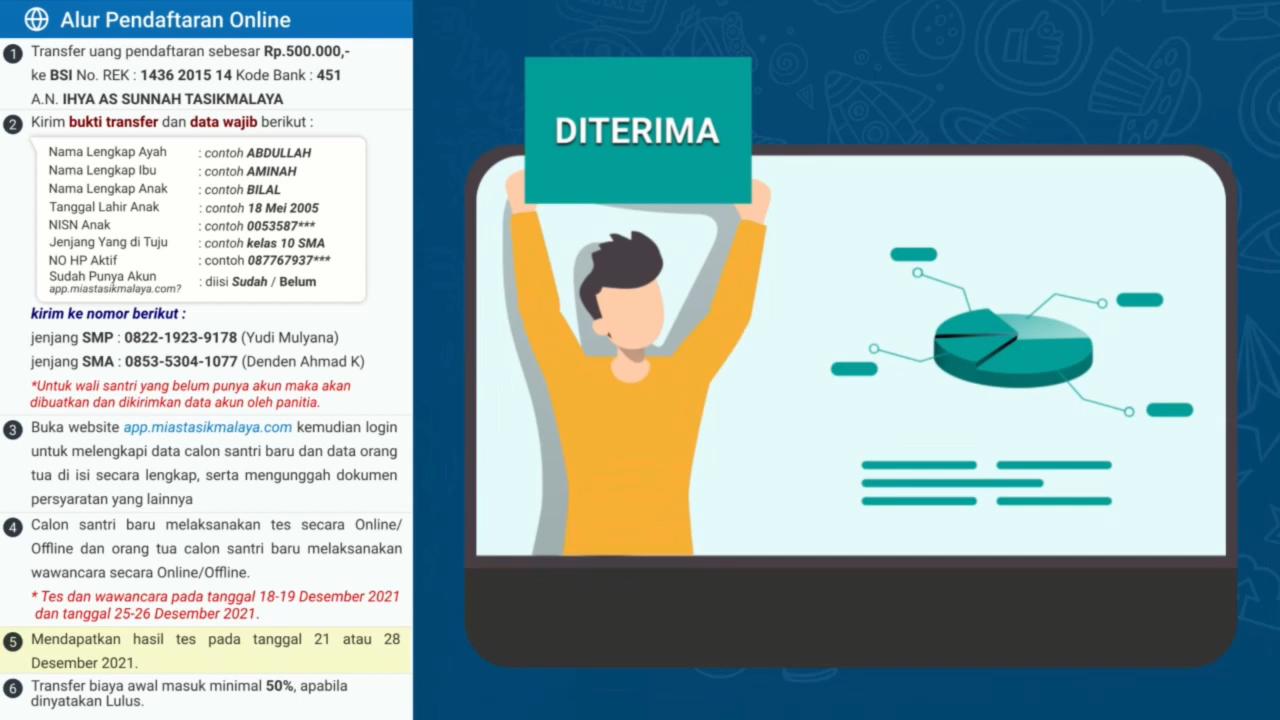 Alur Pendaftaran Online
1 Transfer uang pendaftaran sebesar Rp.500.000,-
ke BSI No. REK : 1436 2015 14 Kode Bank : 451
A.N. IHYA AS SUNNAH TASIKMALAYA
2 Kirim bukti transfer dan data wajib berikut :
Nama Lengkap Ayah : contoh ABDULLAH
Nama Lengkap Ibu : contoh AMINAH
Nama Lengkap Anak : contoh BILAL
Tanggal Lahir Anak : contoh 18 Mei 2005
NISN Anak : contoh 0053587***
Jenjang Yang di Tuju : contoh kelas 10 SMA
NO HP Aktif : contoh 087767937***
Sudah Punya Akun : diisi Sudah / Belum
app.miastasikmalaya.com?
kirim ke nomor berikut :
jenjang SMP : 0822-1923-9178 (Yudi Mulyana)
jenjang SMA : 0853-5304-1077 (Denden Ahmad K)
*Untuk wali santri yang belum punya akun maka akan
dibuatkan dan dikirimkan data akun oleh panitia.
3 Buka website app.miastasikmalaya.com kemudian login
untuk melengkapi data calon santri baru dan data orang
tua di isi secara lengkap, serta mengunggah dokumen
persyaratan yang lainnya
4 Calon santri baru melaksanakan tes secara Online/
Offline dan orang tua calon santri baru melaksanakan
wawancara secara Online/Offline.
* Tes dan wawancara pada tanggal 18-19 Desember 2021
dan tanggal 25-26 Desember 2021.
5 Mendapatkan hasil tes pada tanggal 21 atau 28
Desember 2021.
6 Transfer biaya awal masuk minimal 50%, apabila
dinyatakan Lulus.
DITERIMA